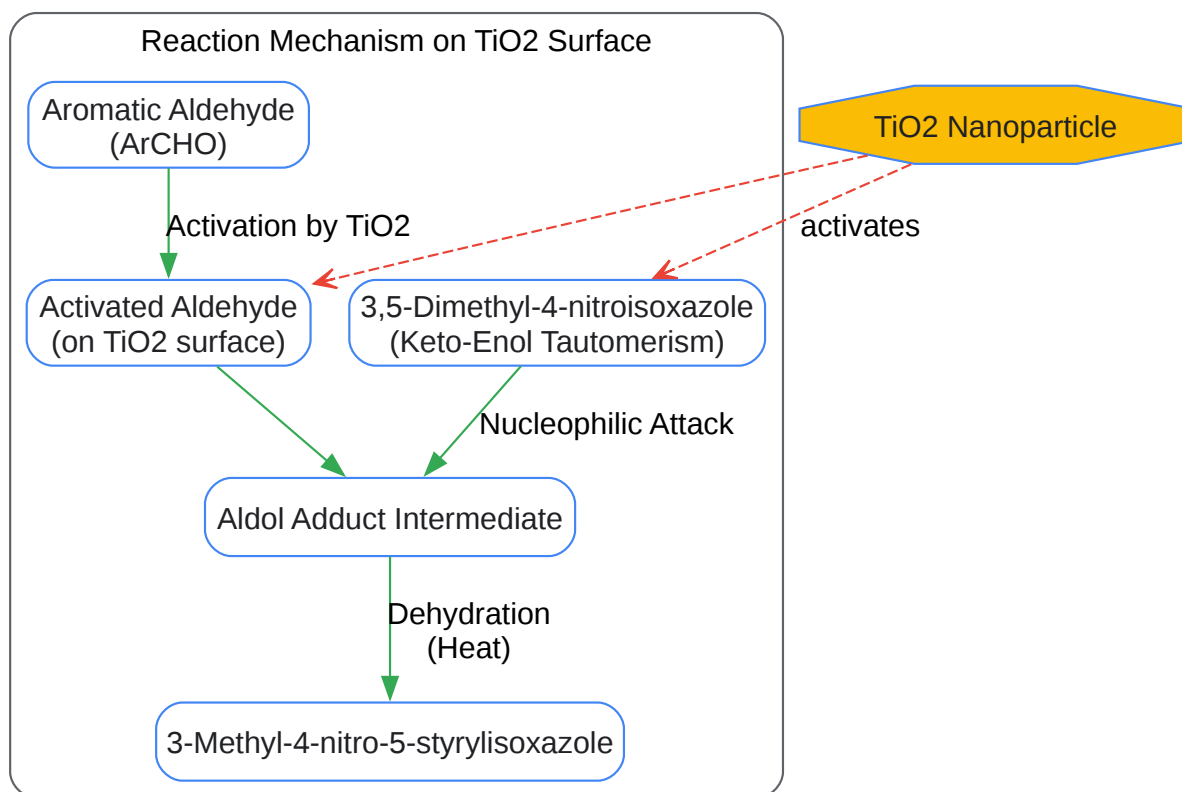 Reaction Mechanism on TiO2 Surface
Aromatic Aldehyde
(ArCHO)
TiO2 Nanoparticle
Activation by TiO2
activates
Activated Aldehyde
(on TiO2 surface)
3,5-Dimethyl-4-nitroisoxazole
(Keto-Enol Tautomerism)
Nucleophilic Attack
Aldol Adduct Intermediate
Dehydration
(Heat)
3-Methyl-4-nitro-5-styrylisoxazole